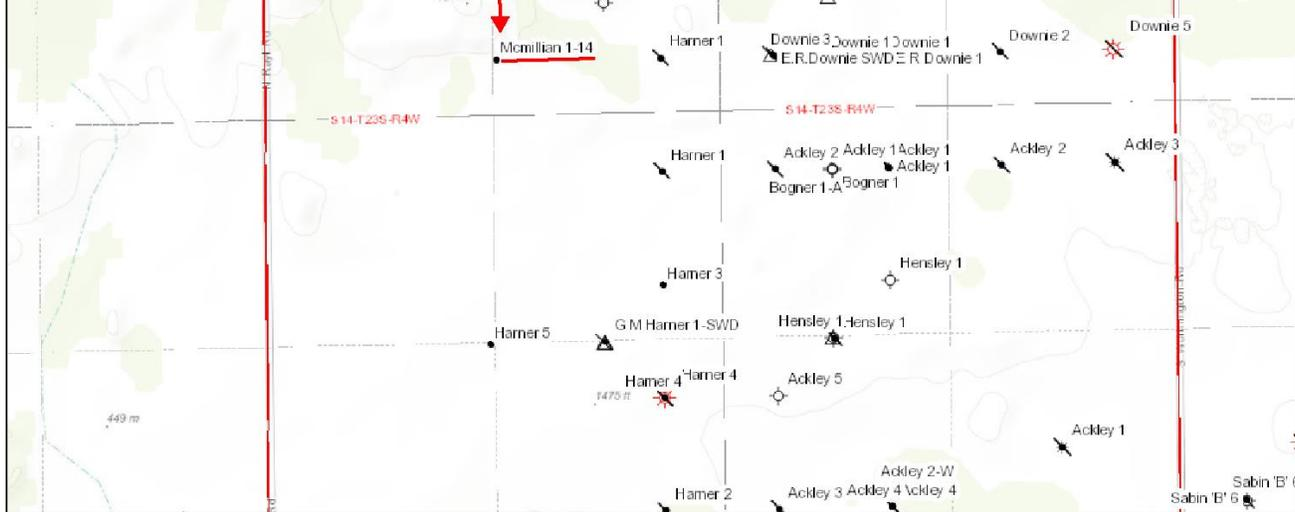 Mcmillian 1-14
Harner 1
Downie 3
Downie 1
Downie 1
Downie 2
Downie 5
E.R.Downie SWD
E R Downie 1
S14-T23S-R4W
S14-T23S-R4W
Harner 1
Ackley 2
Ackley 1
Ackley 1
Ackley 1
Ackley 2
Ackley 3
Bogner 1-A
Bogner 1
Hensley 1
Harner 3
Harner 5
G M Harner 1-SWD
Hensley 1
Hensley 1
Harner 4
Harner 4
Ackley 5
1475 ft
449 m
Ackley 1
Ackley 2-W
Harner 2
Ackley 3
Ackley 4
Ackley 4
Sabin 'B' 6
Sabin 'B'